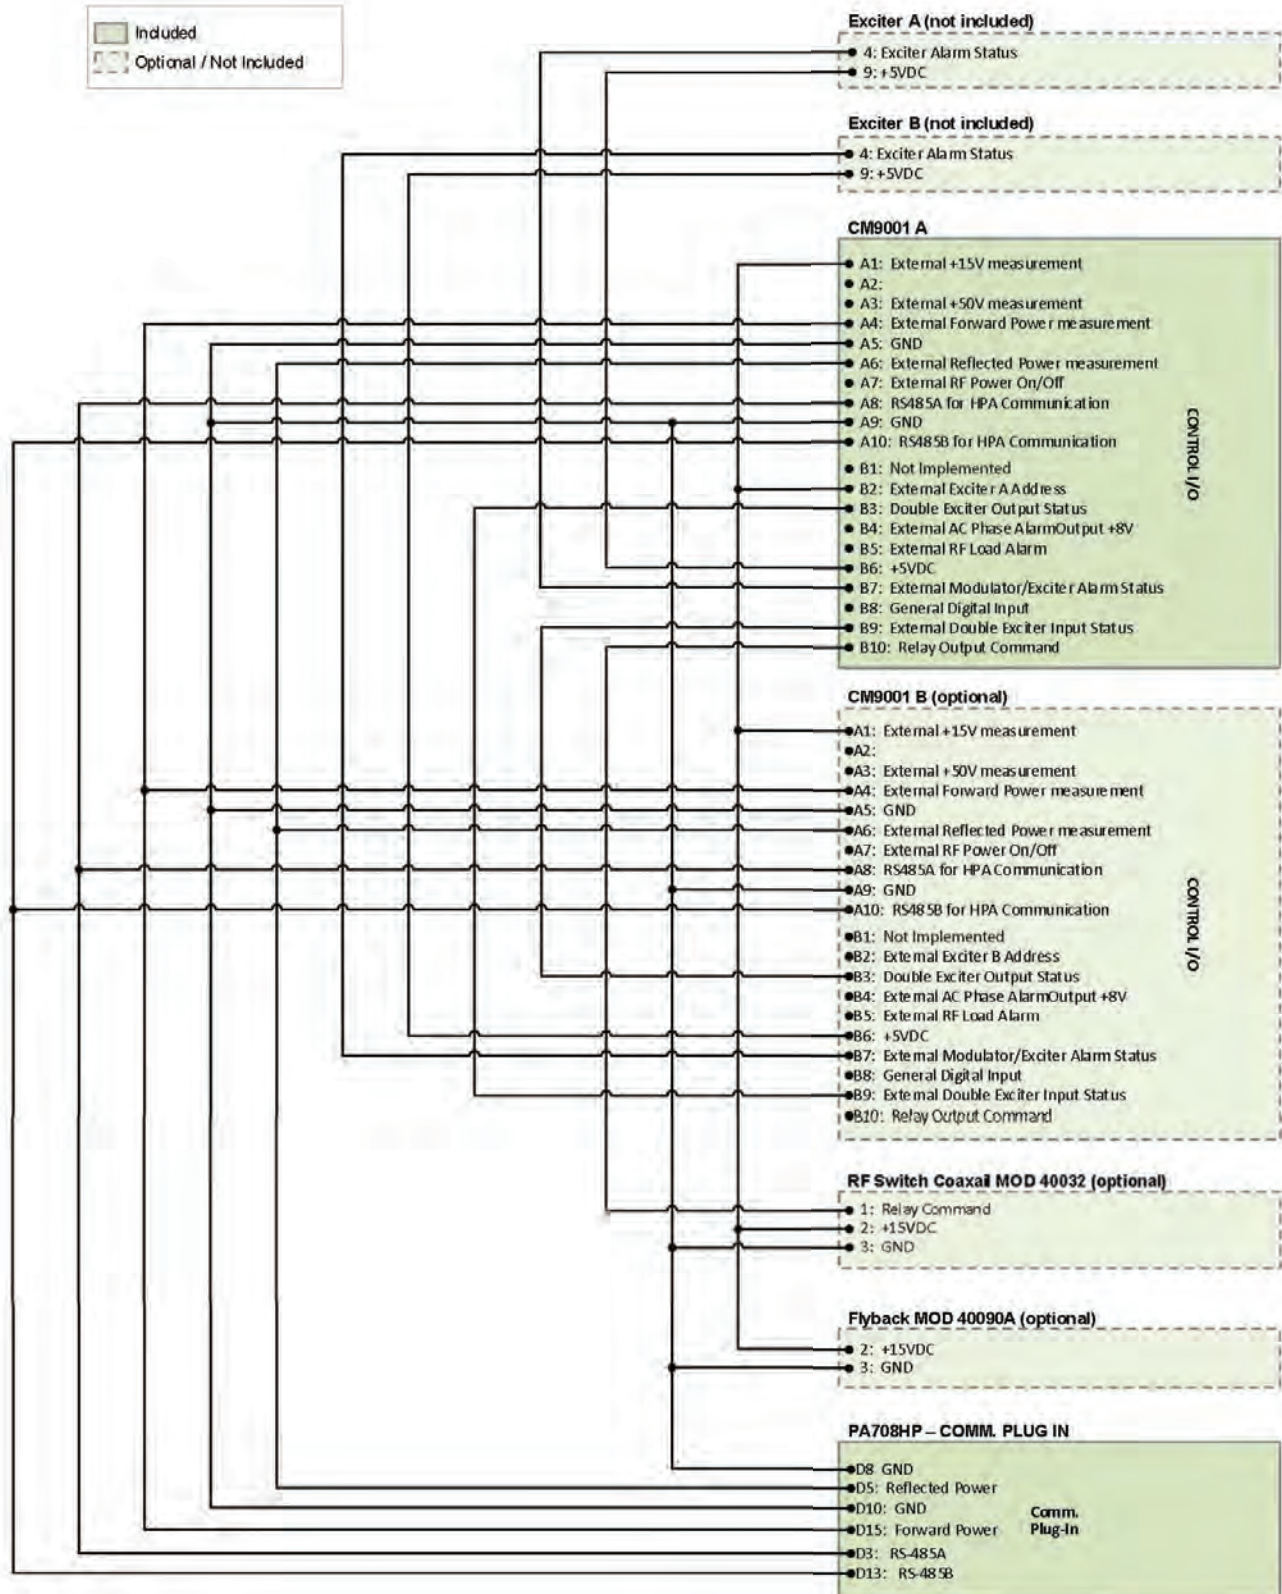 Included
Optional / Not Included
Exciter A (not included)
4: Exciter Alarm Status
9: +5VDC
Exciter B (not included)
4: Exciter Alarm Status
9: +5VDC
CM9001 A
A1: External +15V measurement
A2:
A3: External +50V measurement
A4: External Forward Power measurement
A5: GND
A6: External Reflected Power measurement
A7: External RF Power On/Off
A8: RS485A for HPA Communication
A9: GND
A10: RS485B for HPA Communication
B1: Not Implemented
B2: External Exciter A Address
B3: Double Exciter Output Status
B4: External AC Phase AlarmOutput +8V
B5: External RF Load Alarm
B6: +5VDC
B7: External Modulator/Exciter Alarm Status
B8: General Digital Input
B9: External Double Exciter Input Status
B10: Relay Output Command
CONTROL I/O
CM9001 B (optional)
A1: External +15V measurement
A2:
A3: External +50V measurement
A4: External Forward Power measurement
A5: GND
A6: External Reflected Power measurement
A7: External RF Power On/Off
A8: RS485A for HPA Communication
A9: GND
A10: RS485B for HPA Communication
B1: Not Implemented
B2: External Exciter B Address
B3: Double Exciter Output Status
B4: External AC Phase AlarmOutput +8V
B5: External RF Load Alarm
B6: +5VDC
B7: External Modulator/Exciter Alarm Status
B8: General Digital Input
B9: External Double Exciter Input Status
B10: Relay Output Command
CONTROL I/O
RF Switch Coaxail MOD 40032 (optional)
1: Relay Command
2: +15VDC
3: GND
Flyback MOD 40090A (optional)
2: +15VDC
3: GND
PA708HP – COMM. PLUG IN
D8 GND
D5: Reflected Power
D10: GND
D15: Forward Power
D3: RS-485A
D13: RS-485B
Comm.
Plug-In